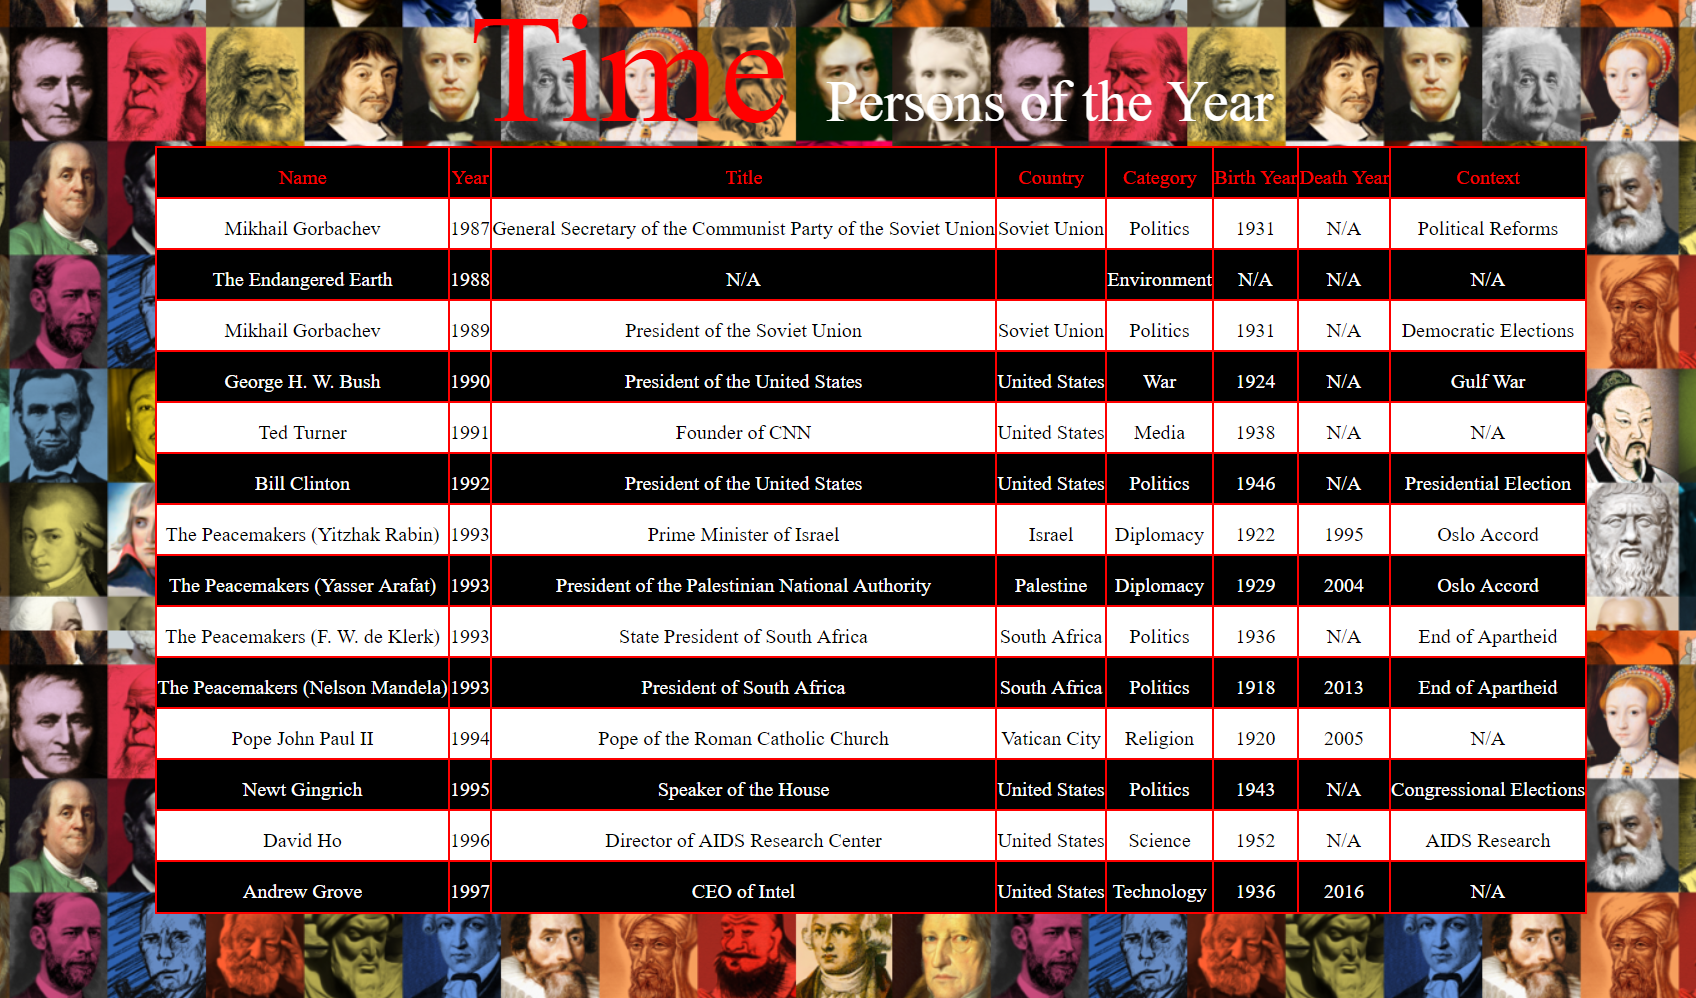 Time Persons of the Year
Name Year Title Country Category Birth Year Death Year Context
Mikhail Gorbachev 1987 General Secretary of the Communist Party of the Soviet Union Soviet Union Politics 1931 N/A Political Reforms
The Endangered Earth 1988 N/A Environment N/A N/A N/A
Mikhail Gorbachev 1989 President of the Soviet Union Soviet Union Politics 1931 N/A Democratic Elections
George H. W. Bush 1990 President of the United States United States War 1924 N/A Gulf War
Ted Turner 1991 Founder of CNN United States Media 1938 N/A N/A
Bill Clinton 1992 President of the United States United States Politics 1946 N/A Presidential Election
The Peacemakers (Yitzhak Rabin) 1993 Prime Minister of Israel Israel Diplomacy 1922 1995 Oslo Accord
The Peacemakers (Yasser Arafat) 1993 President of the Palestinian National Authority Palestine Diplomacy 1929 2004 Oslo Accord
The Peacemakers (F. W. de Klerk) 1993 State President of South Africa South Africa Politics 1936 N/A End of Apartheid
The Peacemakers (Nelson Mandela) 1993 President of South Africa South Africa Politics 1918 2013 End of Apartheid
Pope John Paul II 1994 Pope of the Roman Catholic Church Vatican City Religion 1920 2005 N/A
Newt Gingrich 1995 Speaker of the House United States Politics 1943 N/A Congressional Elections
David Ho 1996 Director of AIDS Research Center United States Science 1952 N/A AIDS Research
Andrew Grove 1997 CEO of Intel United States Technology 1936 2016 N/A